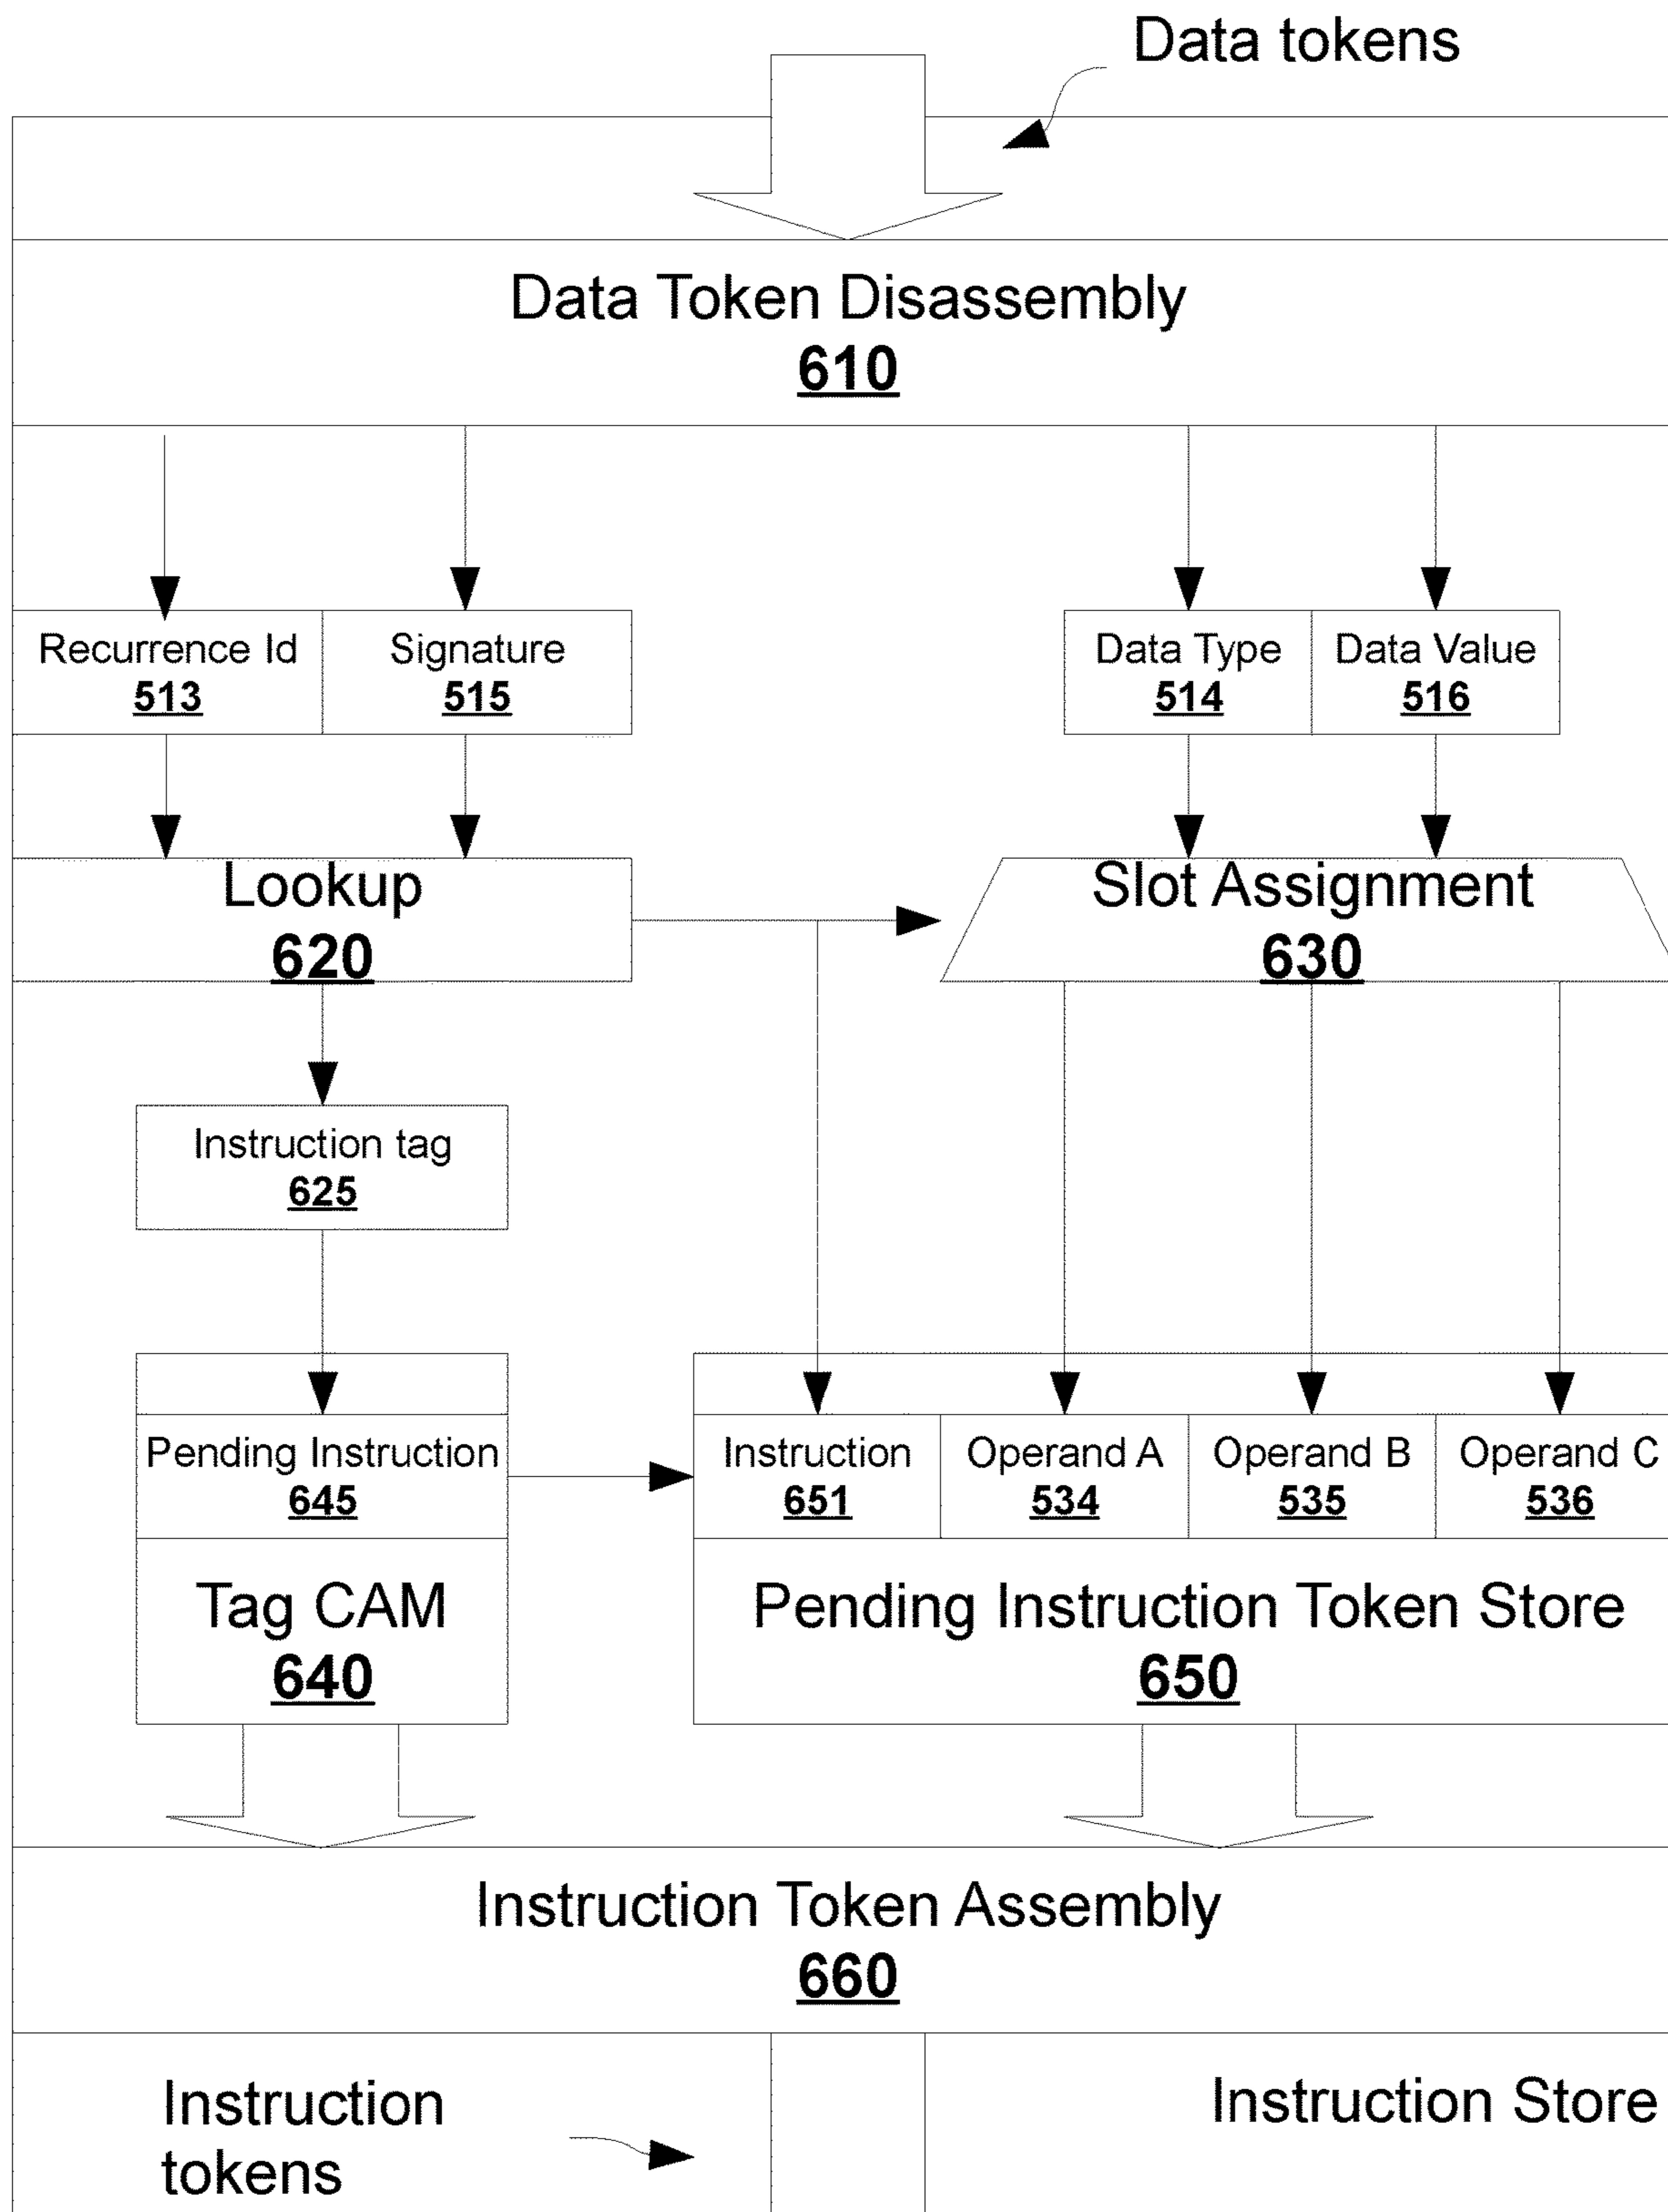 Data tokens
Data Token Disassembly
610
Recurrence Id
513
Signature
515
Data Type
514
Data Value
516
Lookup
620
Slot Assignment
630
Instruction tag
625
Pending Instruction
645
Instruction
651
Operand A
534
Operand B
535
Operand C
536
Tag CAM
640
Pending Instruction Token Store
650
Instruction Token Assembly
660
Instruction
tokens
Instruction Store